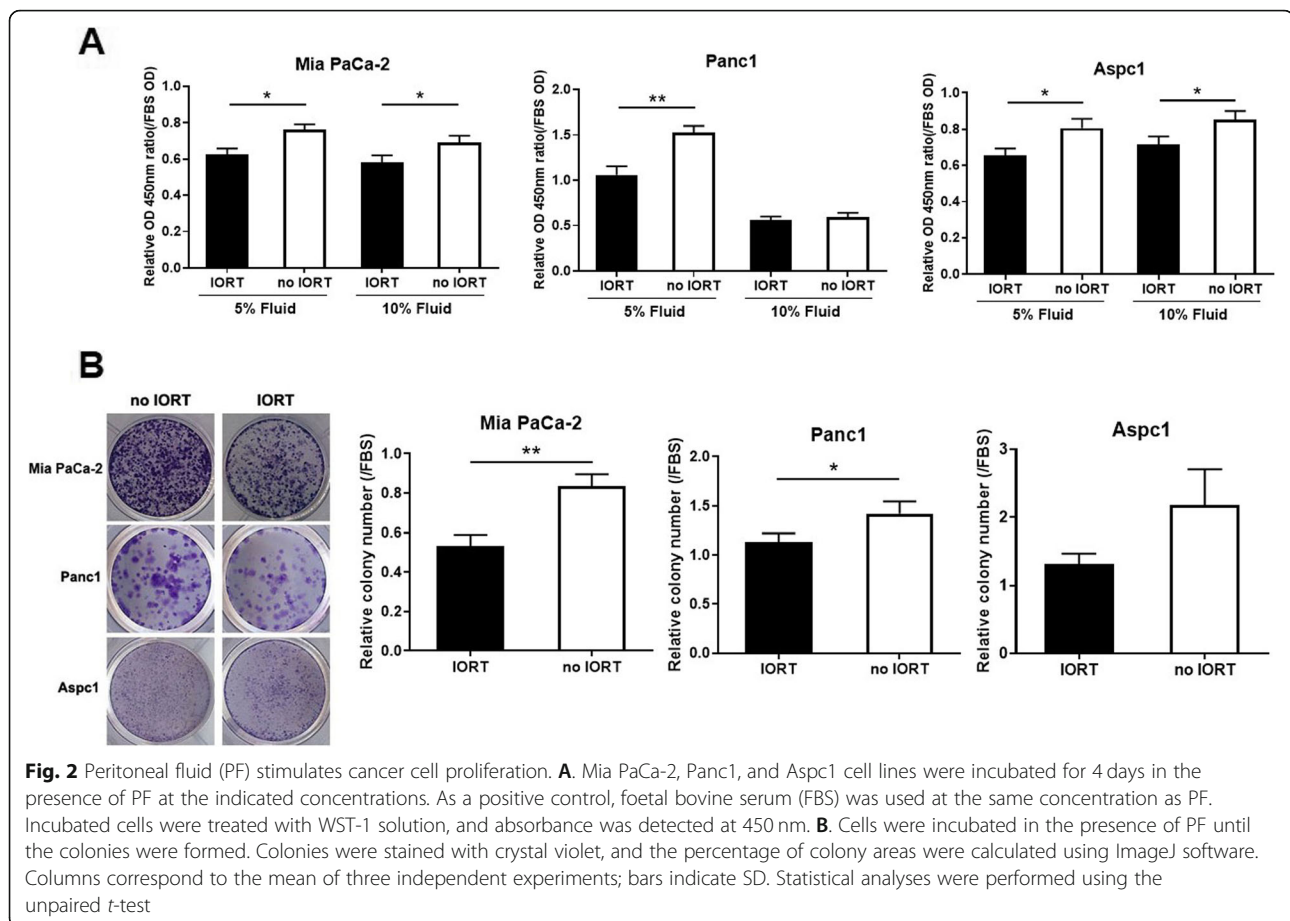 A
Mia PaCa-2
Relative OD 450nm ratio(/FBS OD)
1.0
0.8
0.6
0.4
0.2
0.0
*
*
IORT
no IORT
IORT
no IORT
5% Fluid
10% Fluid
Panc1
Relative OD 450nm ratio(/FBS OD)
2.0
1.5
1.0
0.5
0.0
**
IORT
no IORT
IORT
no IORT
5% Fluid
10% Fluid
Aspc1
Relative OD 450nm ratio(/FBS OD)
1.0
0.8
0.6
0.4
0.2
0.0
*
*
IORT
no IORT
IORT
no IORT
5% Fluid
10% Fluid
B
no IORT
IORT
Mia PaCa-2
Panc1
Aspc1
Mia PaCa-2
Relative colony number (/FBS)
1.0
0.8
0.6
0.4
0.2
0.0
**
IORT
no IORT
Panc1
Relative colony number (/FBS)
2.0
1.5
1.0
0.5
0.0
*
IORT
no IORT
Aspc1
Relative colony number (/FBS)
3
2
1
0
IORT
no IORT
Fig. 2 Peritoneal fluid (PF) stimulates cancer cell proliferation. A. Mia PaCa-2, Panc1, and Aspc1 cell lines were incubated for 4 days in the
presence of PF at the indicated concentrations. As a positive control, foetal bovine serum (FBS) was used at the same concentration as PF.
Incubated cells were treated with WST-1 solution, and absorbance was detected at 450 nm. B. Cells were incubated in the presence of PF until
the colonies were formed. Colonies were stained with crystal violet, and the percentage of colony areas were calculated using ImageJ software.
Columns correspond to the mean of three independent experiments; bars indicate SD. Statistical analyses were performed using the
unpaired t-test